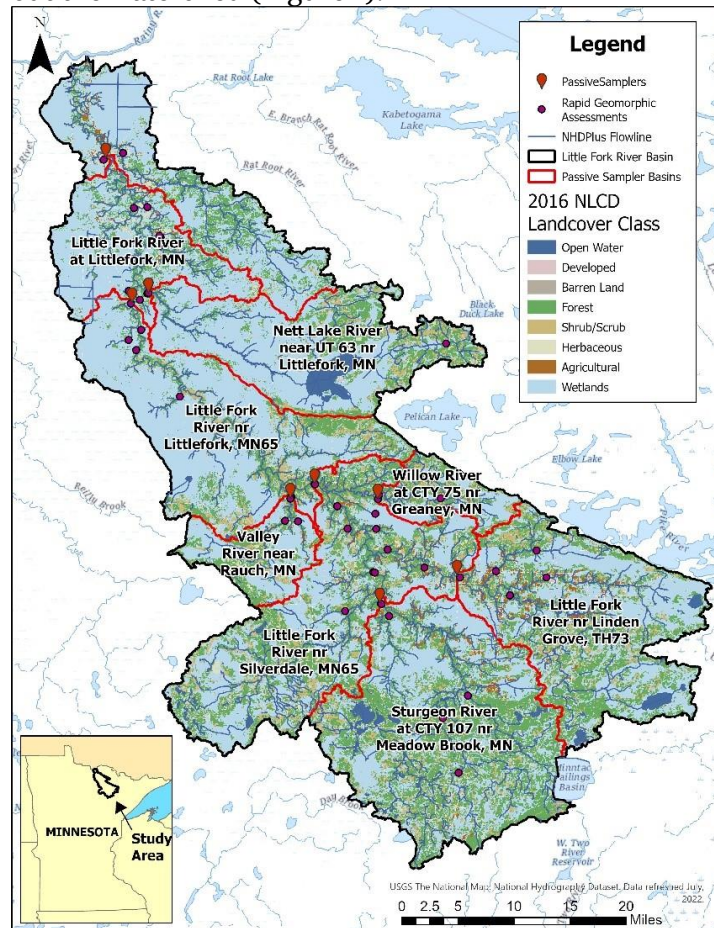 N
Rat Root Lake
E. Branch Rat Root River
Rat Root River
Kabetogama
Lake
Legend
PassiveSamplers
Rapid Geomorphic
Assessments
NHDPlus Flowline
Little Fork River Basin
Passive Sampler Basins
2016 NLCD
Landcover Class
Open Water
Developed
Barren Land
Forest
Shrub/Scrub
Herbaceous
Agricultural
Wetlands
Little Fork River
at Littlefork, MN
Nett Lake River
near UT 63 nr
Littlefork, MN
Black
Duck Lake
Pelican Lake
Elbow Lake
Little Fork
River nr
Littlefork, MN65
Willow River
at CTY 75 nr
Greaney, MN
Valley
River near
Rauch, MN
Little Fork
River nr
Silverdale, MN65
Little Fork
River nr Linden
Grove, TH73
Sturgeon River
at CTY 107 nr
Meadow Brook, MN
Minntac
Tailings
Basin
W. Two
River
Reservoir
MINNESOTA
Study
Area
USGS The National Map: National Hydrography Dataset. Data refreshed July,
2022.
0 2.5 5 10 15 20
Miles